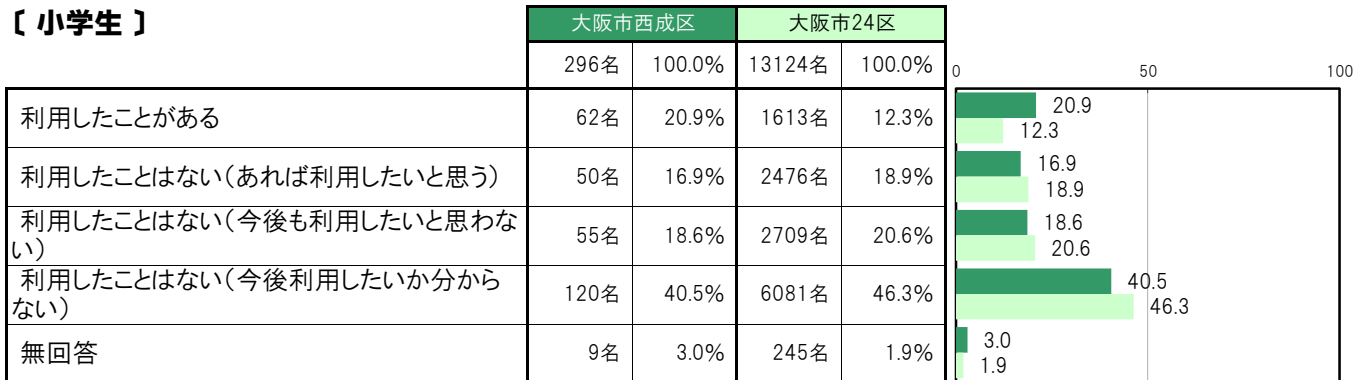 〔 小学生 〕
大阪市西成区 大阪市24区
296名 100.0% 13124名 100.0%
0 50 100
利用したことがある 62名 20.9% 1613名 12.3%
20.9
12.3
利用したことはない(あれば利用したいと思う) 50名 16.9% 2476名 18.9%
16.9
18.9
利用したことはない(今後も利用したいと思わな
い) 55名 18.6% 2709名 20.6%
18.6
20.6
利用したことはない(今後利用したいか分から
ない) 120名 40.5% 6081名 46.3%
40.5
46.3
無回答 9名 3.0% 245名 1.9%
3.0
1.9